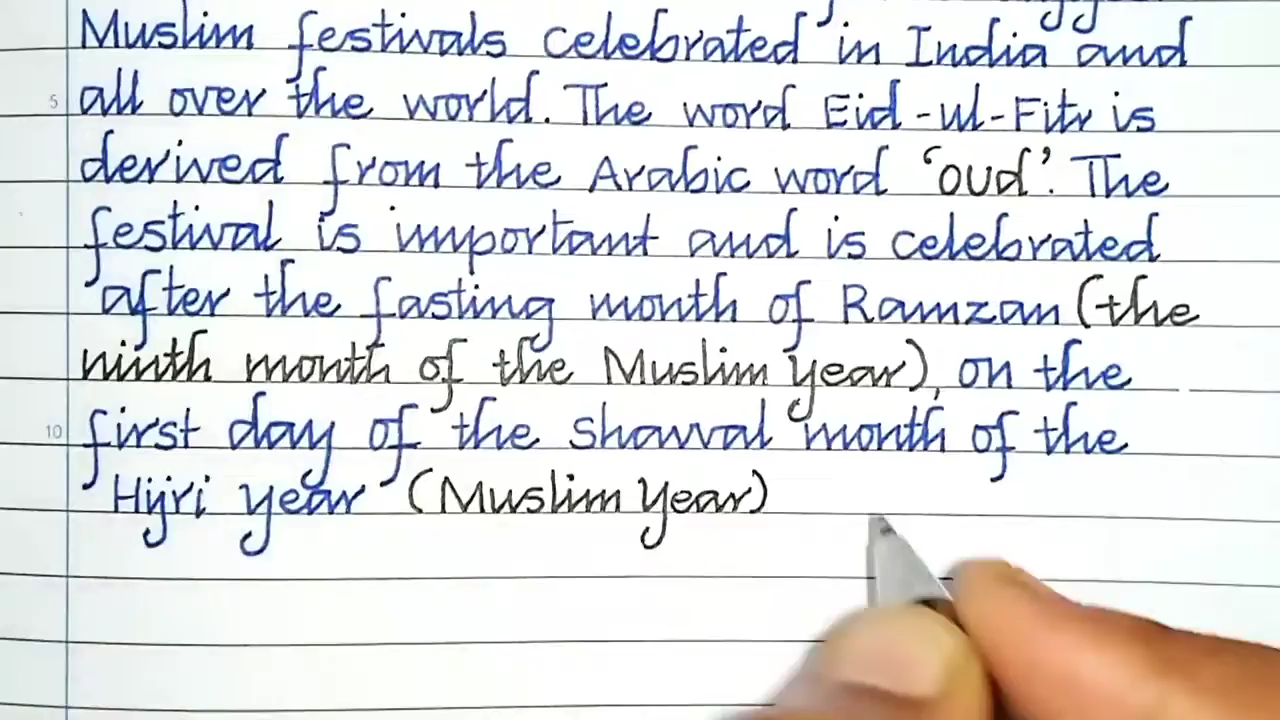 Muslim festivals celebrated in India and
5 all over the world. The word Eid-ul-Fitr is
derived from the Arabic word ‘oud’. The
festival is important and is celebrated
after the fasting month of Ramzan (the
ninth month of the Muslim year), on the
10 first day of the shawal month of the
Hijri year (Muslim year)